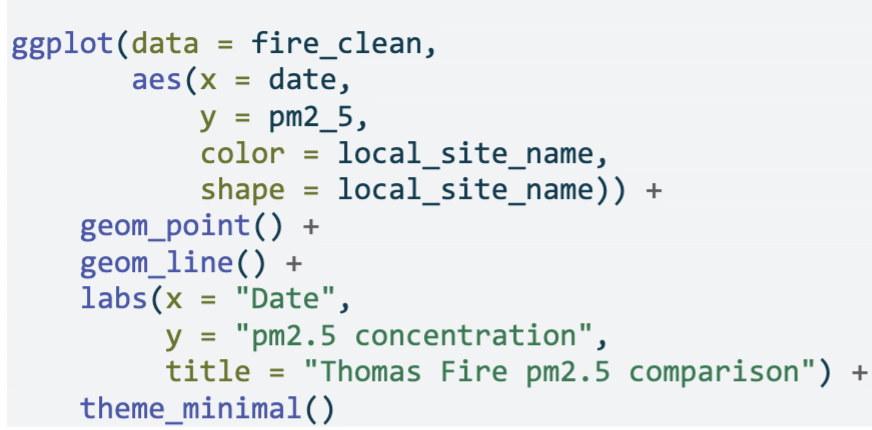 ggplot(data = fire_clean,
       aes(x = date,
           y = pm2_5,
           color = local_site_name,
           shape = local_site_name)) +
    geom_point() +
    geom_line() +
    labs(x = "Date",
         y = "pm2.5 concentration",
         title = "Thomas Fire pm2.5 comparison") +
    theme_minimal()